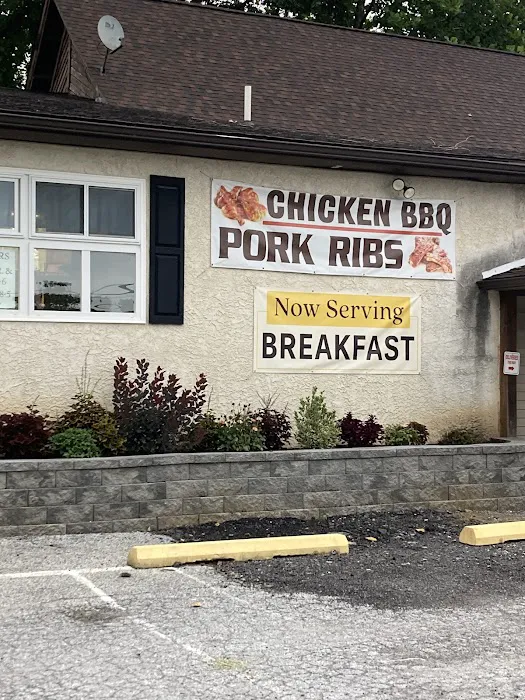 CHICKEN BBQ
PORK RIBS
Now Serving
BREAKFAST